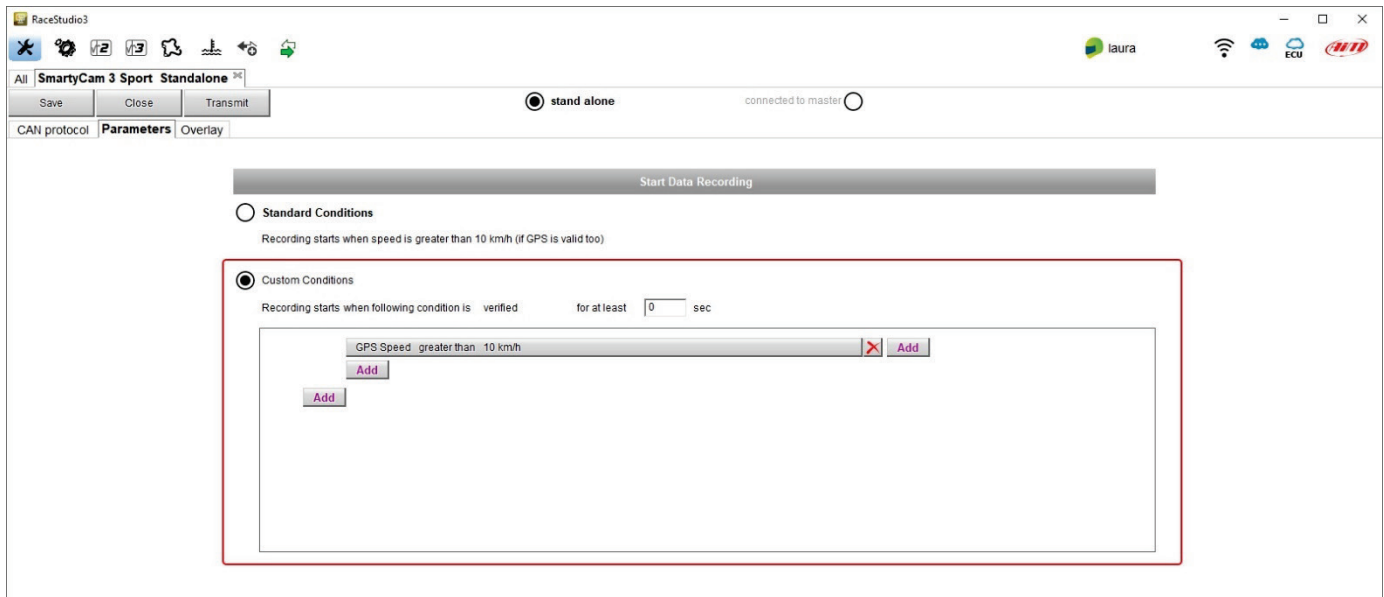 RaceStudio3
2 3 laura ECU AiM
All SmartyCam 3 Sport Standalone
Save Close Transmit stand alone connected to master
CAN protocol Parameters Overlay
Start Data Recording
Standard Conditions
Recording starts when speed is greater than 10 km/h (if GPS is valid too)
Custom Conditions
Recording starts when following condition is verified for at least 0 sec
GPS Speed greater than 10 km/h Add
Add
Add